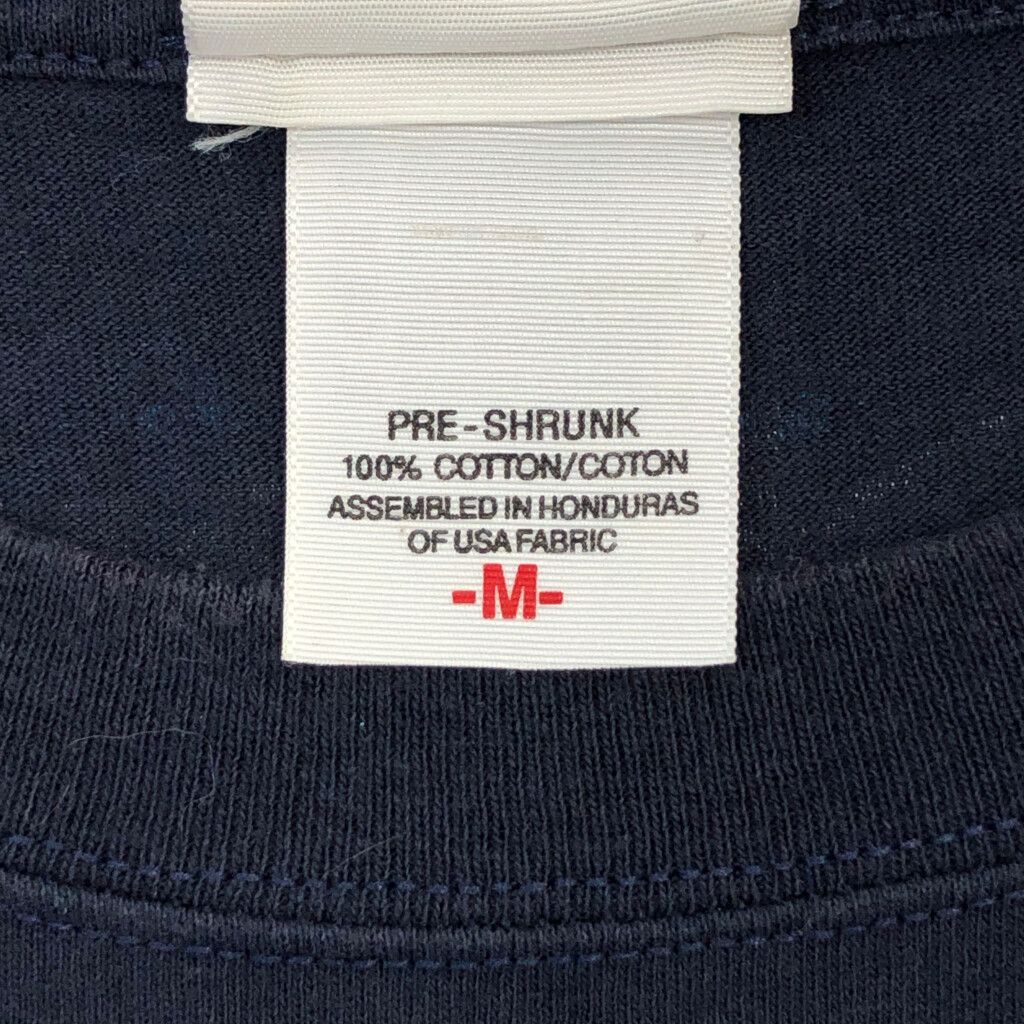 PRE-SHRUNK
100% COTTON/COTON
ASSEMBLED IN HONDURAS
OF USA FABRIC
-M-